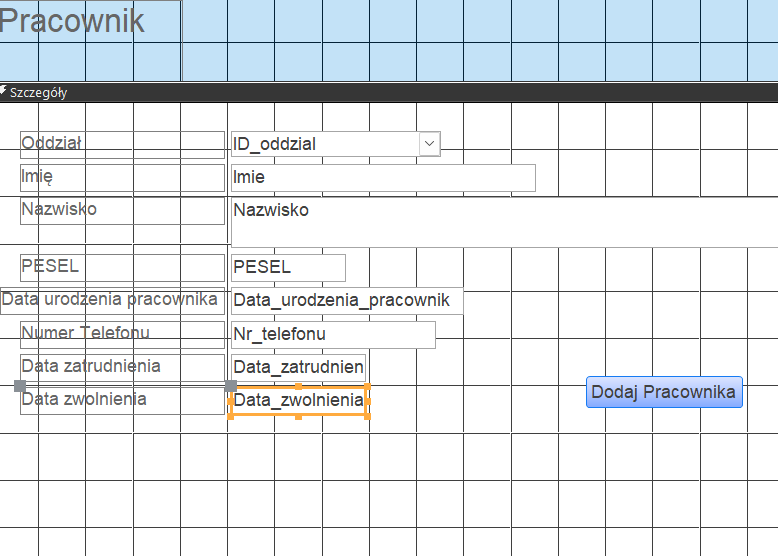 Pracownik
Szczegóły
Oddział ID_oddzial
Imię Imie
Nazwisko Nazwisko
PESEL PESEL
Data urodzenia pracownika Data_urodzenia_pracownik
Numer Telefonu Nr_telefonu
Data zatrudnienia Data_zatrudnien
Data zwolnienia Data_zwolnienia
Dodaj Pracownika